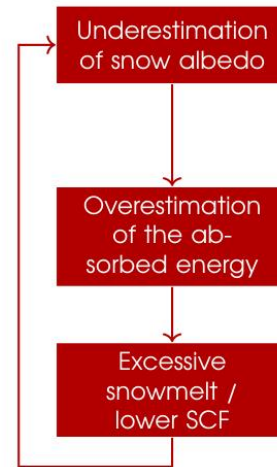 Underestimation
of snow albedo
Overestimation
of the ab-
sorbed energy
Excessive
snowmelt /
lower SCF